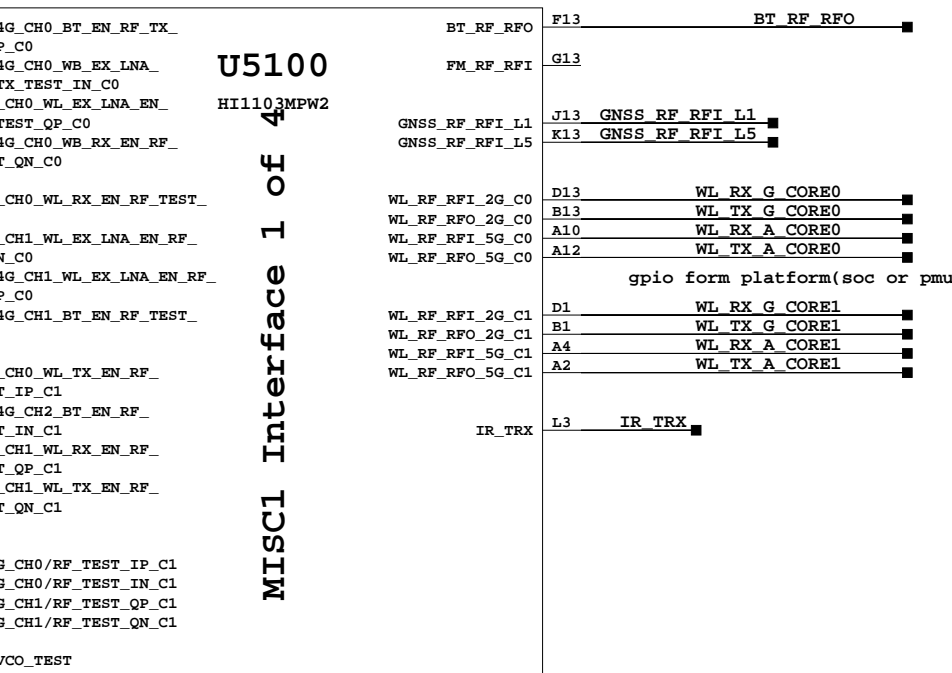 4G_CH0_BT_EN_RF_TX_
P_C0
4G_CH0_WB_EX_LNA_
TX_TEST_IN_C0
_CH0_WL_EX_LNA_EN_
TEST_QP_C0
4G_CH0_WB_RX_EN_RF_
T_QN_C0
_CH0_WL_RX_EN_RF_TEST_
_CH1_WL_EX_LNA_EN_RF_
N_C0
4G_CH1_WL_EX_LNA_EN_RF_
P_C0
4G_CH1_BT_EN_RF_TEST_
_CH0_WL_TX_EN_RF_
T_IP_C1
4G_CH2_BT_EN_RF_
T_IN_C1
_CH1_WL_RX_EN_RF_
T_QP_C1
_CH1_WL_TX_EN_RF_
T_QN_C1
G_CH0/RF_TEST_IP_C1
G_CH0/RF_TEST_IN_C1
G_CH1/RF_TEST_QP_C1
G_CH1/RF_TEST_QN_C1
VCO_TEST
U5100
HI1103MPW2
MISC1 Interface 1 of 4
BT_RF_RFO F13 BT_RF_RFO
FM_RF_RFI G13
GNSS_RF_RFI_L1 J13 GNSS_RF_RFI_L1
GNSS_RF_RFI_L5 K13 GNSS_RF_RFI_L5
WL_RF_RFI_2G_C0 D13 WL_RX_G_CORE0
WL_RF_RFO_2G_C0 B13 WL_TX_G_CORE0
WL_RF_RFI_5G_C0 A10 WL_RX_A_CORE0
WL_RF_RFO_5G_C0 A12 WL_TX_A_CORE0
gpio form platform(soc or pmu
WL_RF_RFI_2G_C1 D1 WL_RX_G_CORE1
WL_RF_RFO_2G_C1 B1 WL_TX_G_CORE1
WL_RF_RFI_5G_C1 A4 WL_RX_A_CORE1
WL_RF_RFO_5G_C1 A2 WL_TX_A_CORE1
IR_TRX L3 IR_TRX